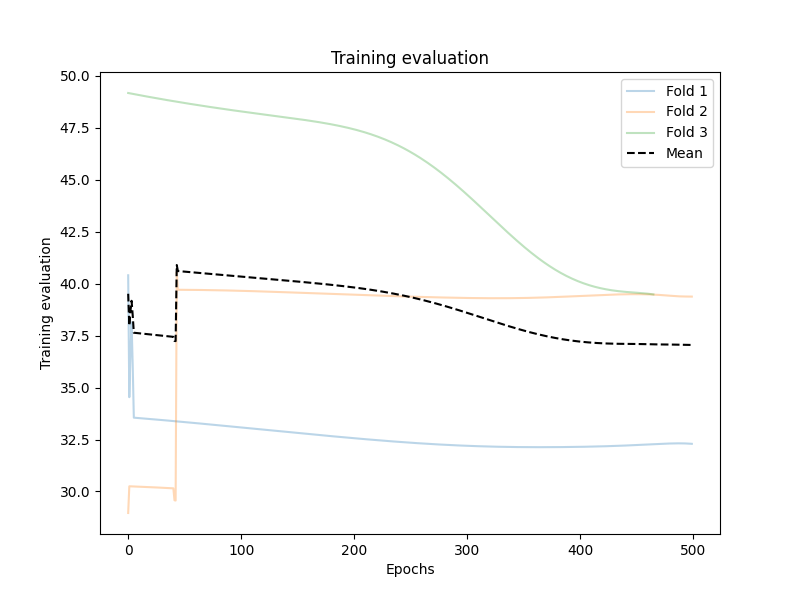 Training evaluation
Fold 1
Fold 2
Fold 3
Mean
Training evaluation
50.0
47.5
45.0
42.5
40.0
37.5
35.0
32.5
30.0
0 100 200 300 400 500
Epochs